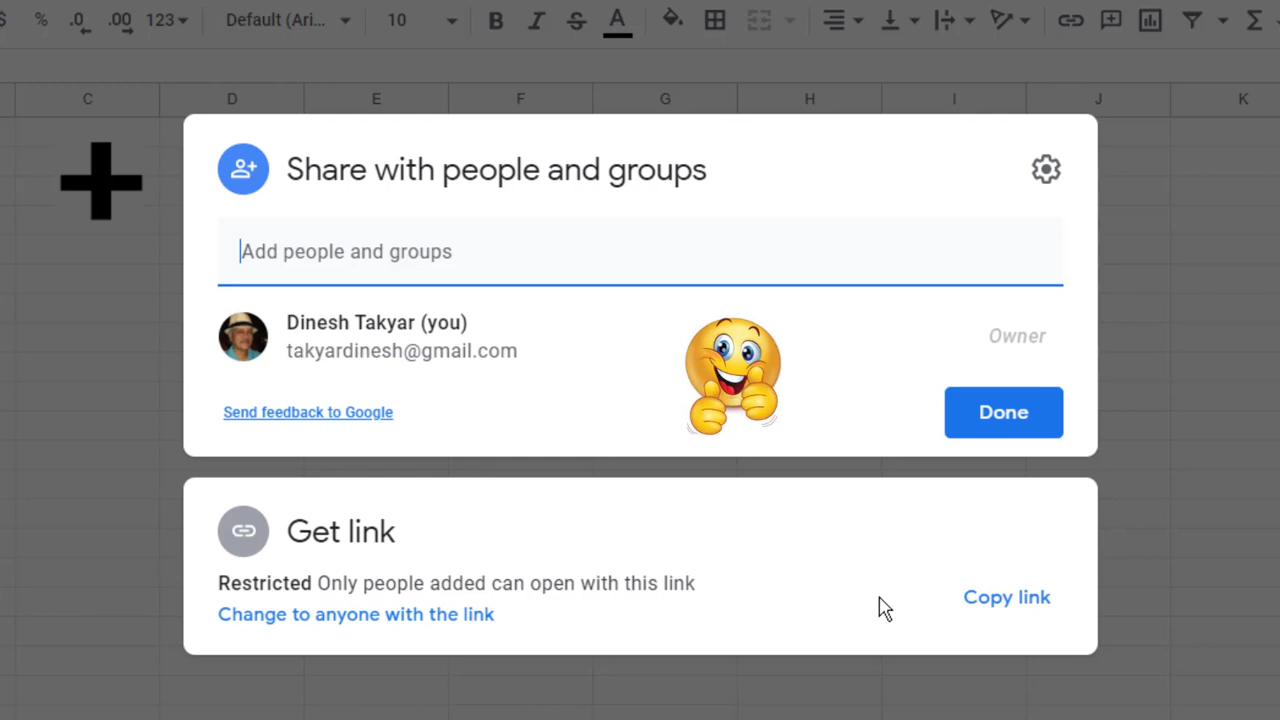 % .0 .00 123 Default (Ari... 10 B I S A Σ
C D E F G H I J K
Share with people and groups
Add people and groups
Dinesh Takyar (you)
takyardinesh@gmail.com
Owner
Send feedback to Google
Done
Get link
Restricted Only people added can open with this link
Change to anyone with the link
Copy link